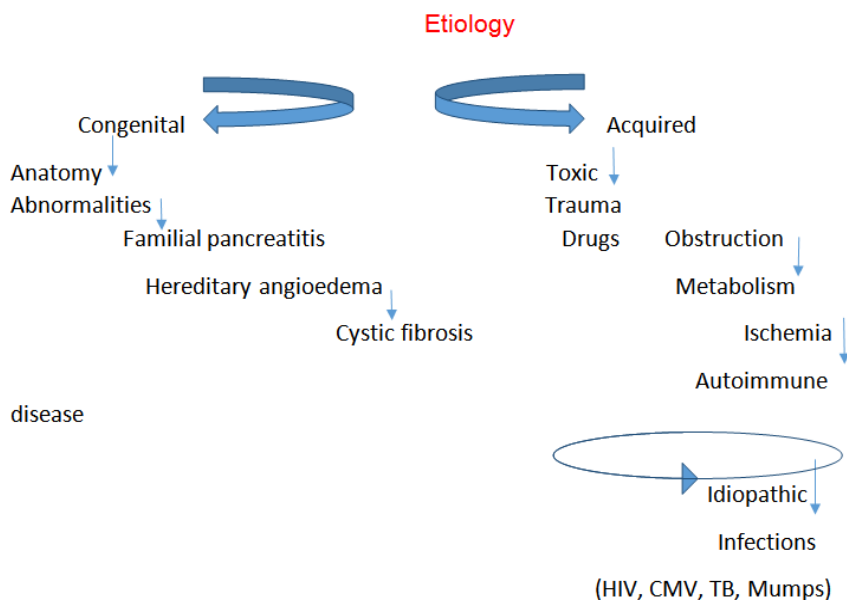 Etiology
Congenital Acquired
Anatomy Toxic
Abnormalities Trauma
Familial pancreatitis Drugs Obstruction
Hereditary angioedema Metabolism
Cystic fibrosis Ischemia
Autoimmune
disease
Idiopathic
Infections
(HIV, CMV, TB, Mumps)